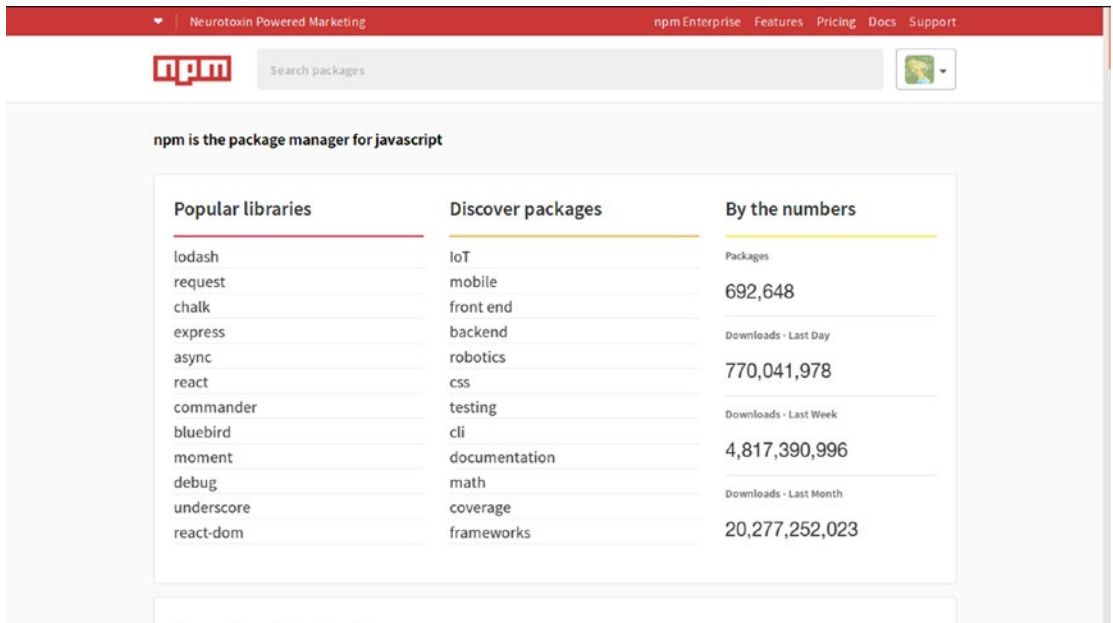 ❤ Neurotoxin Powered Marketing
npm Enterprise Features Pricing Docs Support
npm
Search packages
npm is the package manager for javascript
Popular libraries
lodash
request
chalk
express
async
react
commander
bluebird
moment
debug
underscore
react-dom
Discover packages
IoT
mobile
front end
backend
robotics
css
testing
cli
documentation
math
coverage
frameworks
By the numbers
Packages
692,648
Downloads · Last Day
770,041,978
Downloads · Last Week
4,817,390,996
Downloads · Last Month
20,277,252,023